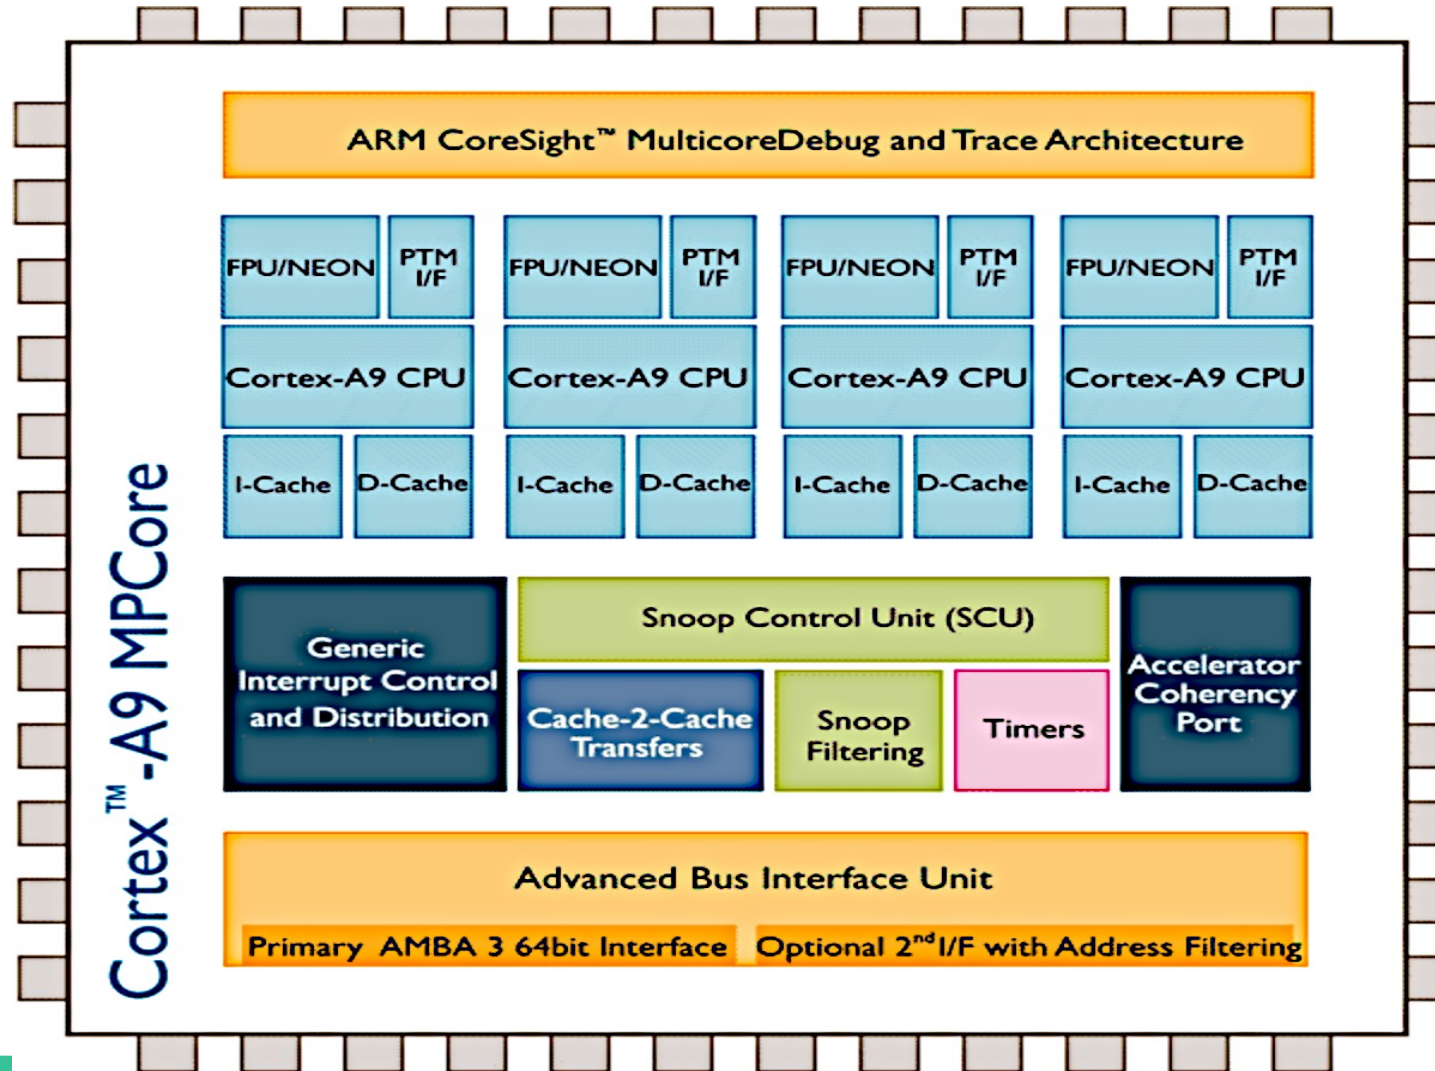 ARM CoreSight™ MulticoreDebug and Trace Architecture
FPU/NEON
PTM
I/F
FPU/NEON
PTM
I/F
FPU/NEON
PTM
I/F
FPU/NEON
PTM
I/F
Cortex-A9 CPU
Cortex-A9 CPU
Cortex-A9 CPU
Cortex-A9 CPU
I-Cache
D-Cache
I-Cache
D-Cache
I-Cache
D-Cache
I-Cache
D-Cache
Cortex™-A9 MPCore
Generic
Interrupt Control
and Distribution
Snoop Control Unit (SCU)
Cache-2-Cache
Transfers
Snoop
Filtering
Timers
Accelerator
Coherency
Port
Advanced Bus Interface Unit
Primary AMBA 3 64bit Interface
Optional 2nd I/F with Address Filtering